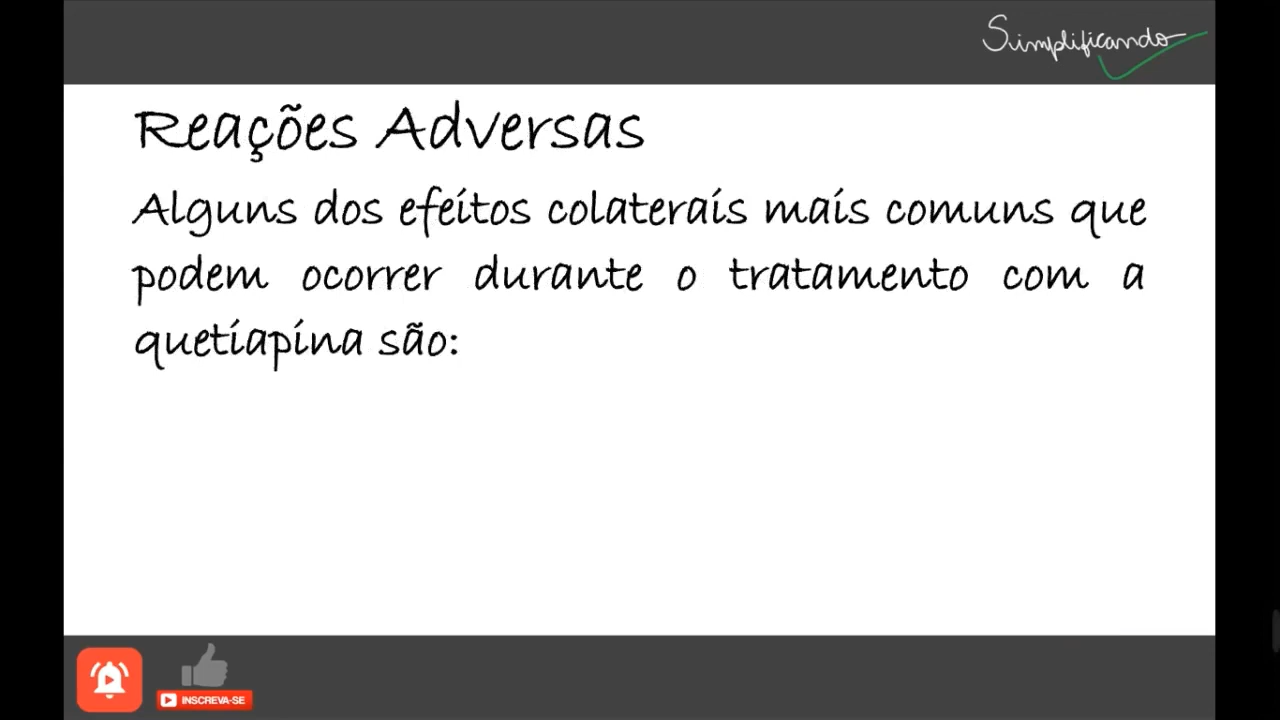 Simplificando
Reações Adversas
Alguns dos efeitos colaterais mais comuns que
podem ocorrer durante o tratamento com a
quetiapina são:
INSCREVA-SE